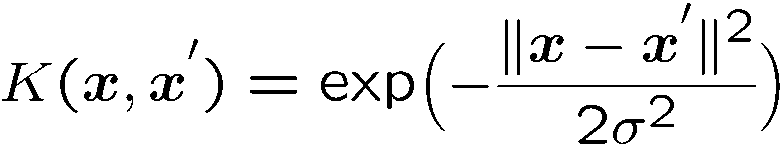 K(x, x′) = exp(−‖x − x′‖² / 2σ²)